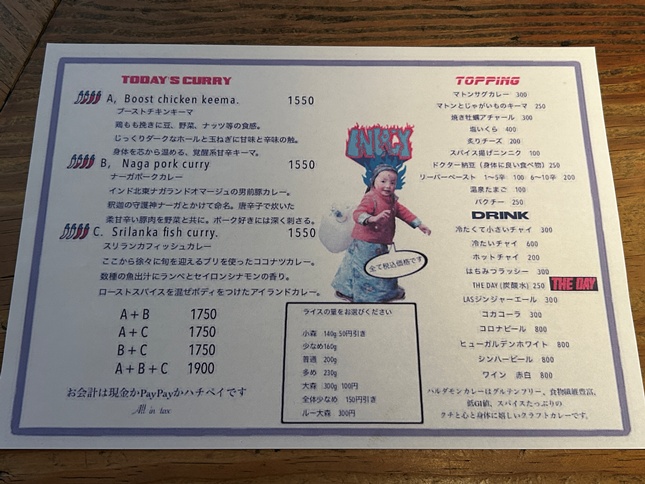 TODAY'S CURRY
A, Boost chicken keema. 1550
ブーストチキンキーマ
鶏もも挽きに豆、野菜、ナッツ等の食感。
じっくりダークなホールと玉ねぎに甘味と辛味の触。
身体を芯から温める、覚醒系甘辛キーマ。
B, Naga pork curry 1550
ナーガポークカレー
インド北東ナガランドオマージュの男前豚カレー。
釈迦の守護神ナーガとかけて命名。唐辛子で炊いた
柔甘辛い豚肉を野菜と共に。ポーク好きには深く刺さる。
C. Srilanka fish curry. 1550
スリランカフィッシュカレー
ここから徐々に旬を迎えるブリを使ったココナツカレー。
数種の魚出汁にランペとセイロンシナモンの香り。
ローストスパイスを混ぜボディをつけたアイランドカレー。
A+B 1750
A+C 1750
B+C 1750
A+B+C 1900
お会計は現金かPayPayかハチペイです
All in tax
ENJOY
全て税込価格です
ライスの量をお選びください
小森 140g 50円引き
少なめ160g
普通 200g
多め 230g
大森 300g 100円
全体少なめ 150円引き
ルー大森 300円
TOPPING
マトンサグカレー 300
マトンとじゃがいものキーマ 250
焼き牡蠣アチャール 300
塩いくら 400
炙りチーズ 200
スパイス揚げニンニク 100
ドクター納豆(身体に良い食べ物) 250
リーバーペースト 1〜5辛 100 6〜10辛 200
温泉たまご 100
パクチー 250
DRINK
冷たくて小さいチャイ 300
冷たいチャイ 600
ホットチャイ 200
はちみつラッシー 300
THE DAY (炭酸水) 250 THE DAY
LASジンジャーエール 300
コカコーラ 300
コロナビール 800
ヒューガルデンホワイト 800
シンハービール 800
ワイン 赤白 800
ハルダモンカレーはグルテンフリー、食物繊維豊富、
低GI値、スパイスたっぷりの
クチと心と身体に嬉しいクラフトカレーです。